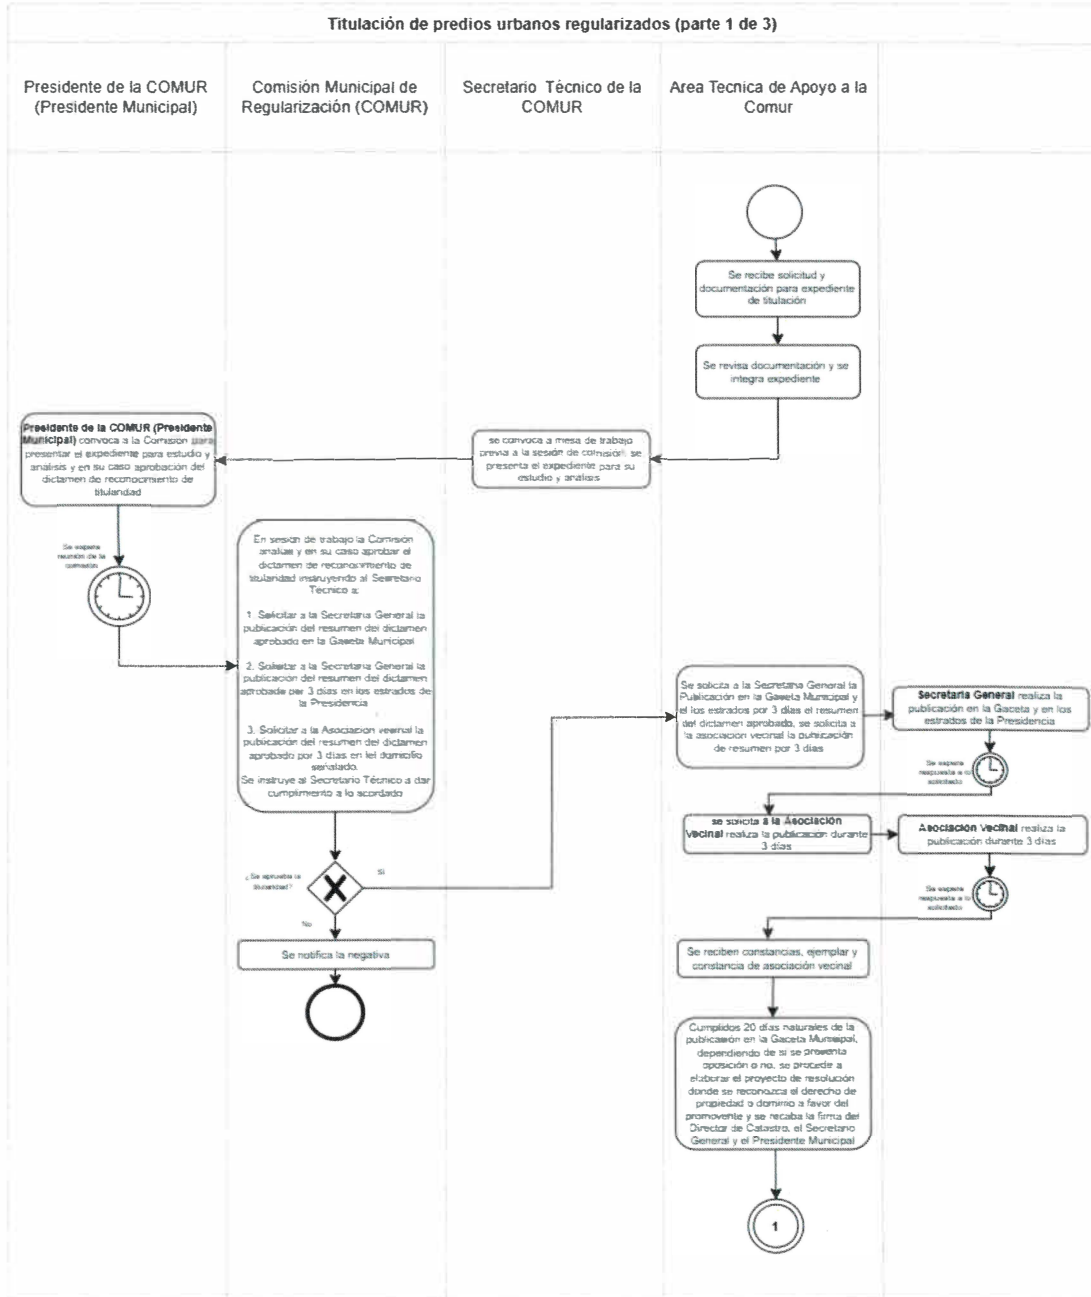 Titulación de predios urbanos regularizados (parte 1 de 3)
Presidente de la COMUR
(Presidente Municipal)
Comisión Municipal de
Regularización (COMUR)
Secretario Técnico de la
COMUR
Area Tecnica de Apoyo a la
Comur
Se recibe solicitud y
documentación para expediente
de titulación
Se revisa documentación y se
integra expediente
se convoca a mesa de trabajo
previa a la sesión de comisión, se
presenta el expediente para su
estudio y analisis
Presidente de la COMUR (Presidente
Municipal) convoca a la Comisión para
presentar el expediente para estudio y
analisis y en su caso aprobación del
dictamen de reconocimiento de
titularidad
Se espera
reunión de la
comisión
En sesión de trabajo la Comisión
analiza y en su caso aprobar el
dictamen de reconocimiento de
titularidad instruyendo al Secretario
Técnico a:
1. Solicitar a la Secretaria General la
publicación del resumen del dictamen
aprobado en la Gaceta Municipal
2. Solicitar a la Secretaria General la
publicación del resumen del dictamen
aprobado por 3 días en los estrados de
la Presidencia
3. Solicitar a la Asociación vecinal la
publicación del resumen del dictamen
aprobado por 3 dias en lel domicilio
señalado.
Se instruye al Secretario Técnico a dar
cumplimiento a lo acordado
¿Se aprueba la
titularidad?
Si
No
Se notifica la negativa
Se solicita a la Secretaria General la
Publicación en la Gaceta Municipal y
el los estrados por 3 días el resumen
del dictamen aprobado, se solicita a
la asociación vecinal la publicación
de resumen por 3 días
Secretaria General realiza la
publicación en la Gaceta y en los
estrados de la Presidencia
Se espera
respuesta a lo
solicitado
se solicita a la Asociación
Vecinal realiza la publicación durante
3 días
Asociación Vecinal realiza la
publicación durante 3 días
Se espera
respuesta a lo
solicitado
Se reciben constancias, ejemplar y
constancia de asociación vecinal
Cumplidos 20 días naturales de la
publicación en la Gaceta Municipal,
dependiendo de si se presenta
oposición o no, se procede a
elaborar el proyecto de resolución
donde se reconozca el derecho de
propiedad o dominio a favor del
promovente y se recaba la firma del
Director de Catastro, el Secretario
General y el Presidente Municipal
1